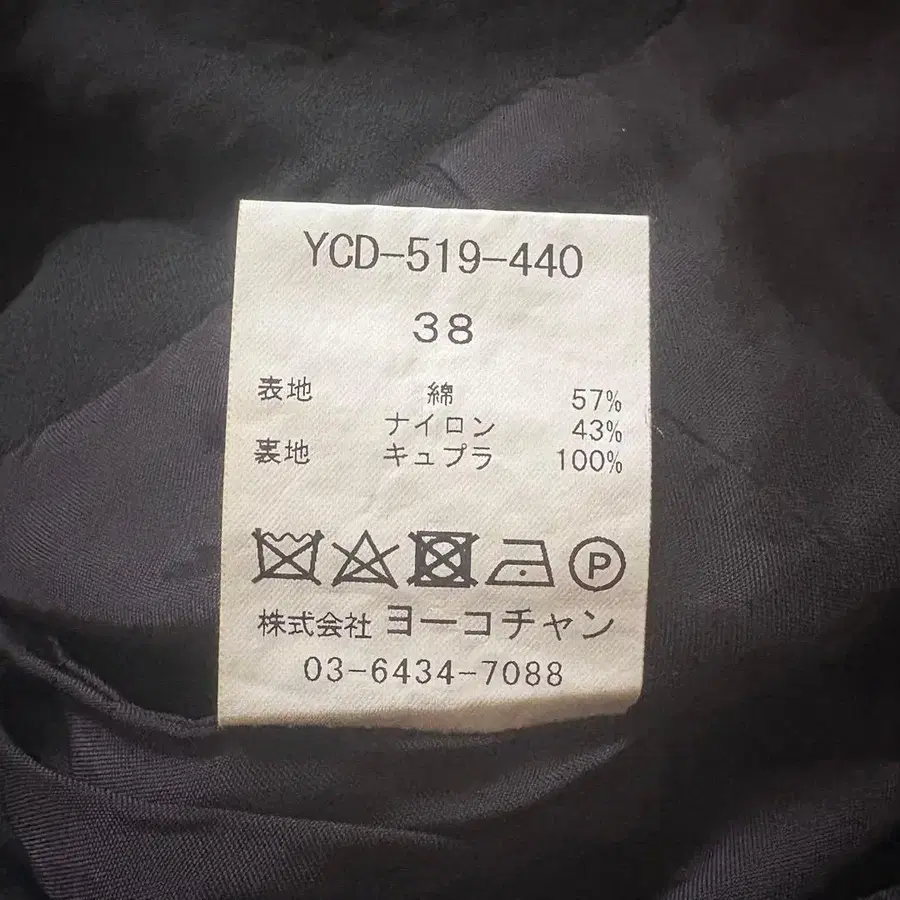 YCD-519-440
38
表地 綿 57%
ナイロン 43%
裏地 キュプラ 100%
P
株式会社 ヨーコチャン
03-6434-7088